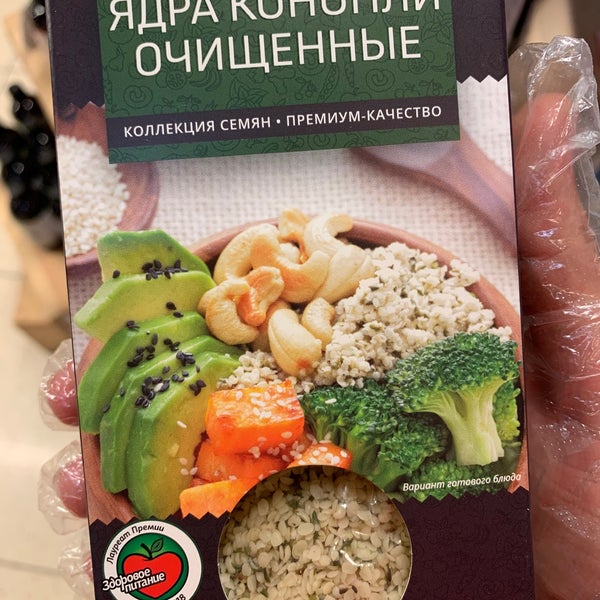 ЯДРА КОНОПЛИ
ОЧИЩЕННЫЕ
КОЛЛЕКЦИЯ СЕМЯН • ПРЕМИУМ-КАЧЕСТВО
Вариант готового блюда
Лауреат Премии
Здоровое
питание